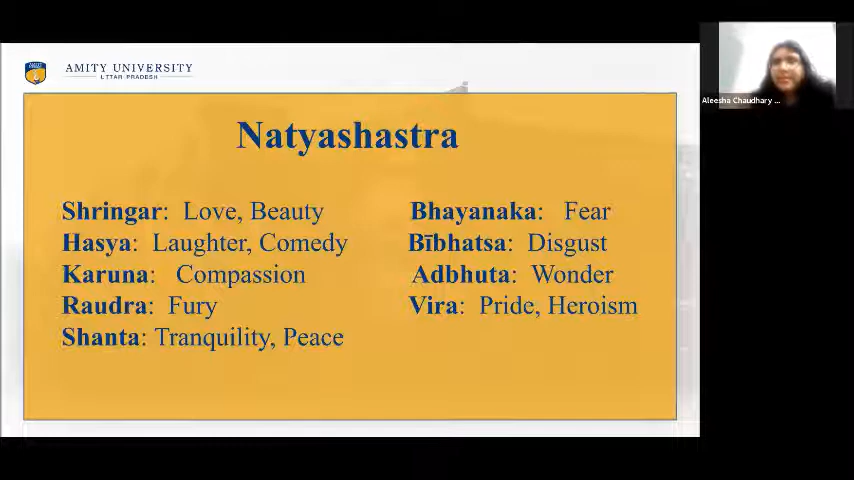 AMITY UNIVERSITY
UTTAR PRADESH
Aleesha Chaudhary ...
Natyashastra
Shringar: Love, Beauty
Hasya: Laughter, Comedy
Karuna: Compassion
Raudra: Fury
Shanta: Tranquility, Peace
Bhayanaka: Fear
Bībhatsa: Disgust
Adbhuta: Wonder
Vira: Pride, Heroism